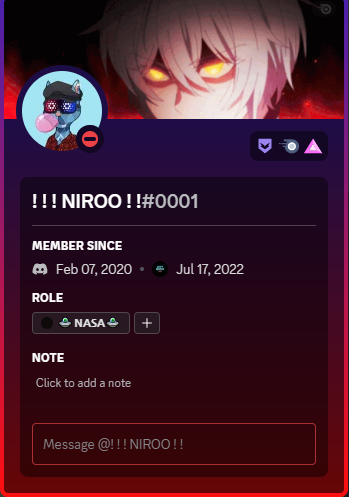 ! ! ! NIROO ! !#0001
MEMBER SINCE
Feb 07, 2020 • Jul 17, 2022
ROLE
NASA +
NOTE
Click to add a note
Message @! ! ! NIROO ! !